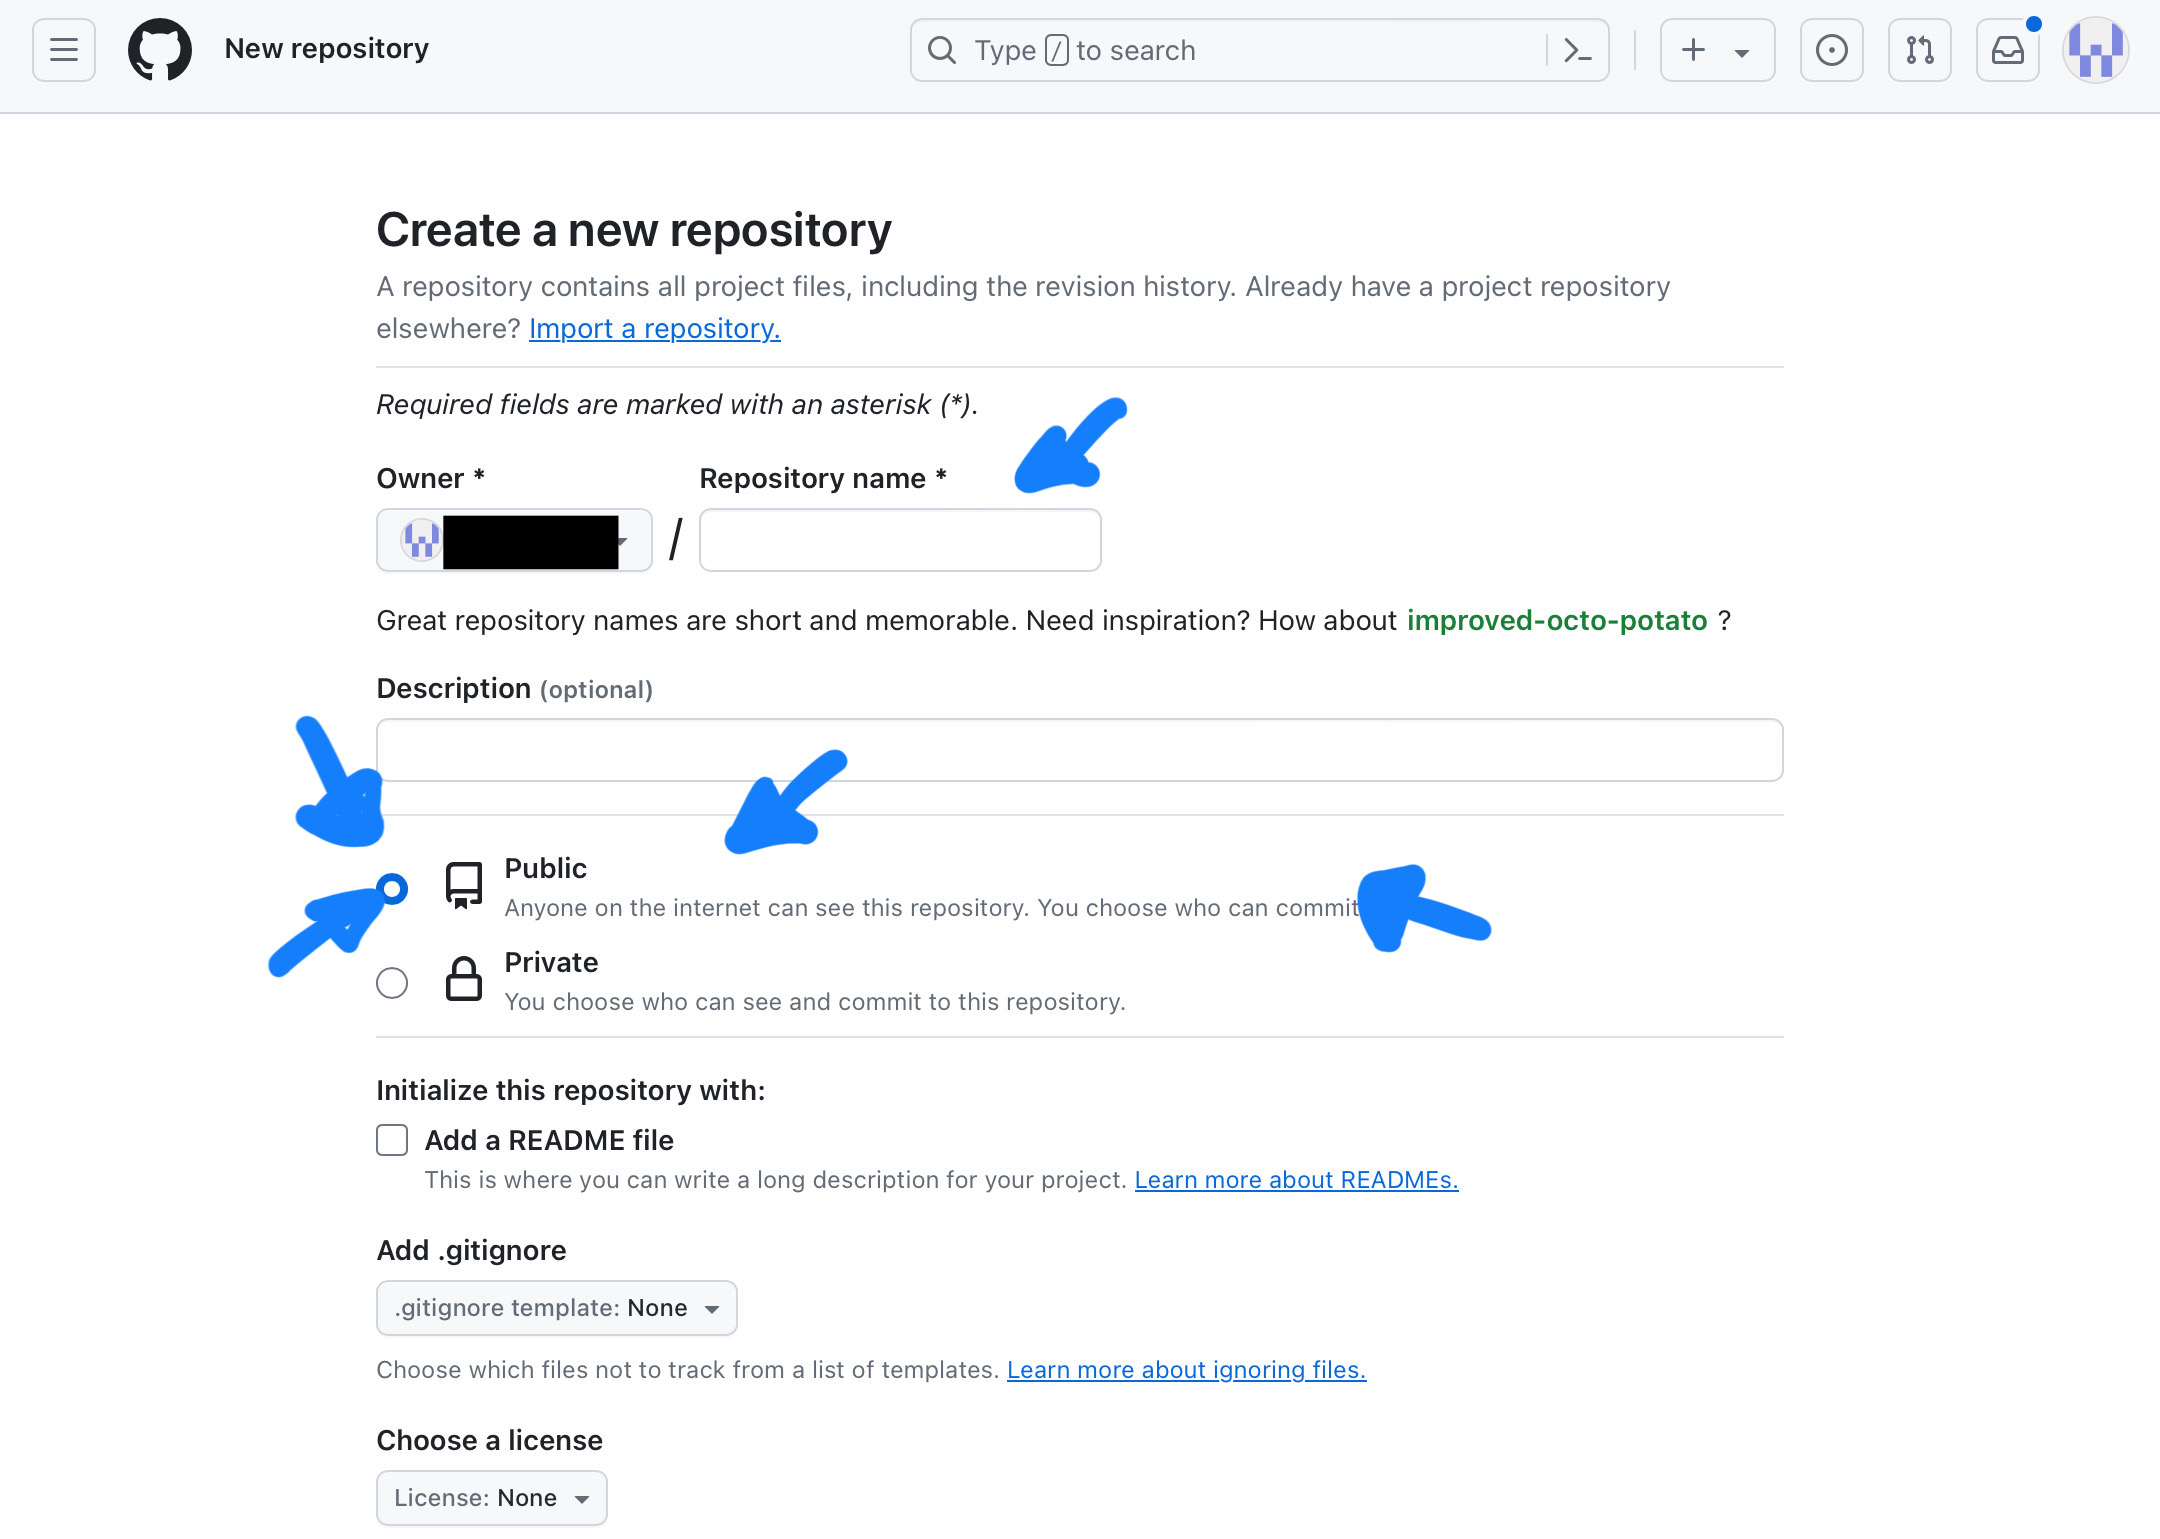 New repository
Type / to search
Create a new repository
A repository contains all project files, including the revision history. Already have a project repository
elsewhere? Import a repository.
Required fields are marked with an asterisk (*).
Owner *
Repository name *
/
Great repository names are short and memorable. Need inspiration? How about improved-octo-potato ?
Description (optional)
Public
Anyone on the internet can see this repository. You choose who can commit
Private
You choose who can see and commit to this repository.
Initialize this repository with:
Add a README file
This is where you can write a long description for your project. Learn more about READMEs.
Add .gitignore
.gitignore template: None
Choose which files not to track from a list of templates. Learn more about ignoring files.
Choose a license
License: None